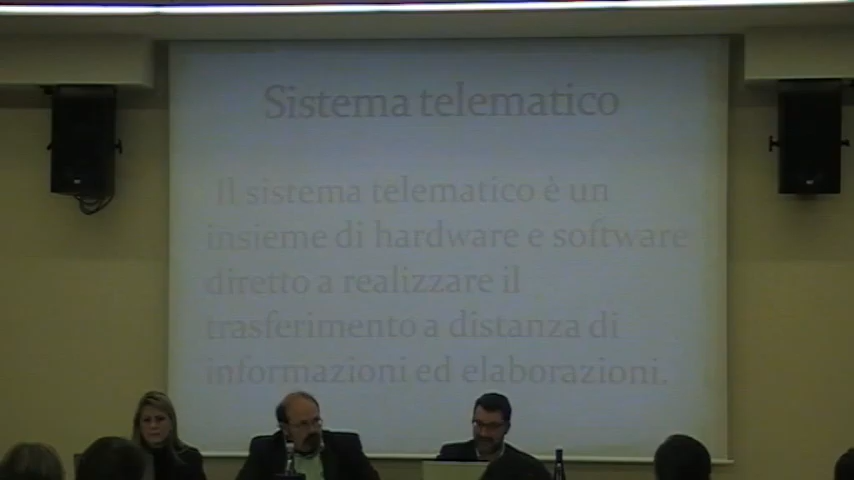 Sistema telematico
Il sistema telematico è un
insieme di hardware e software
diretto a realizzare il
trasferimento a distanza di
informazioni ed elaborazioni.